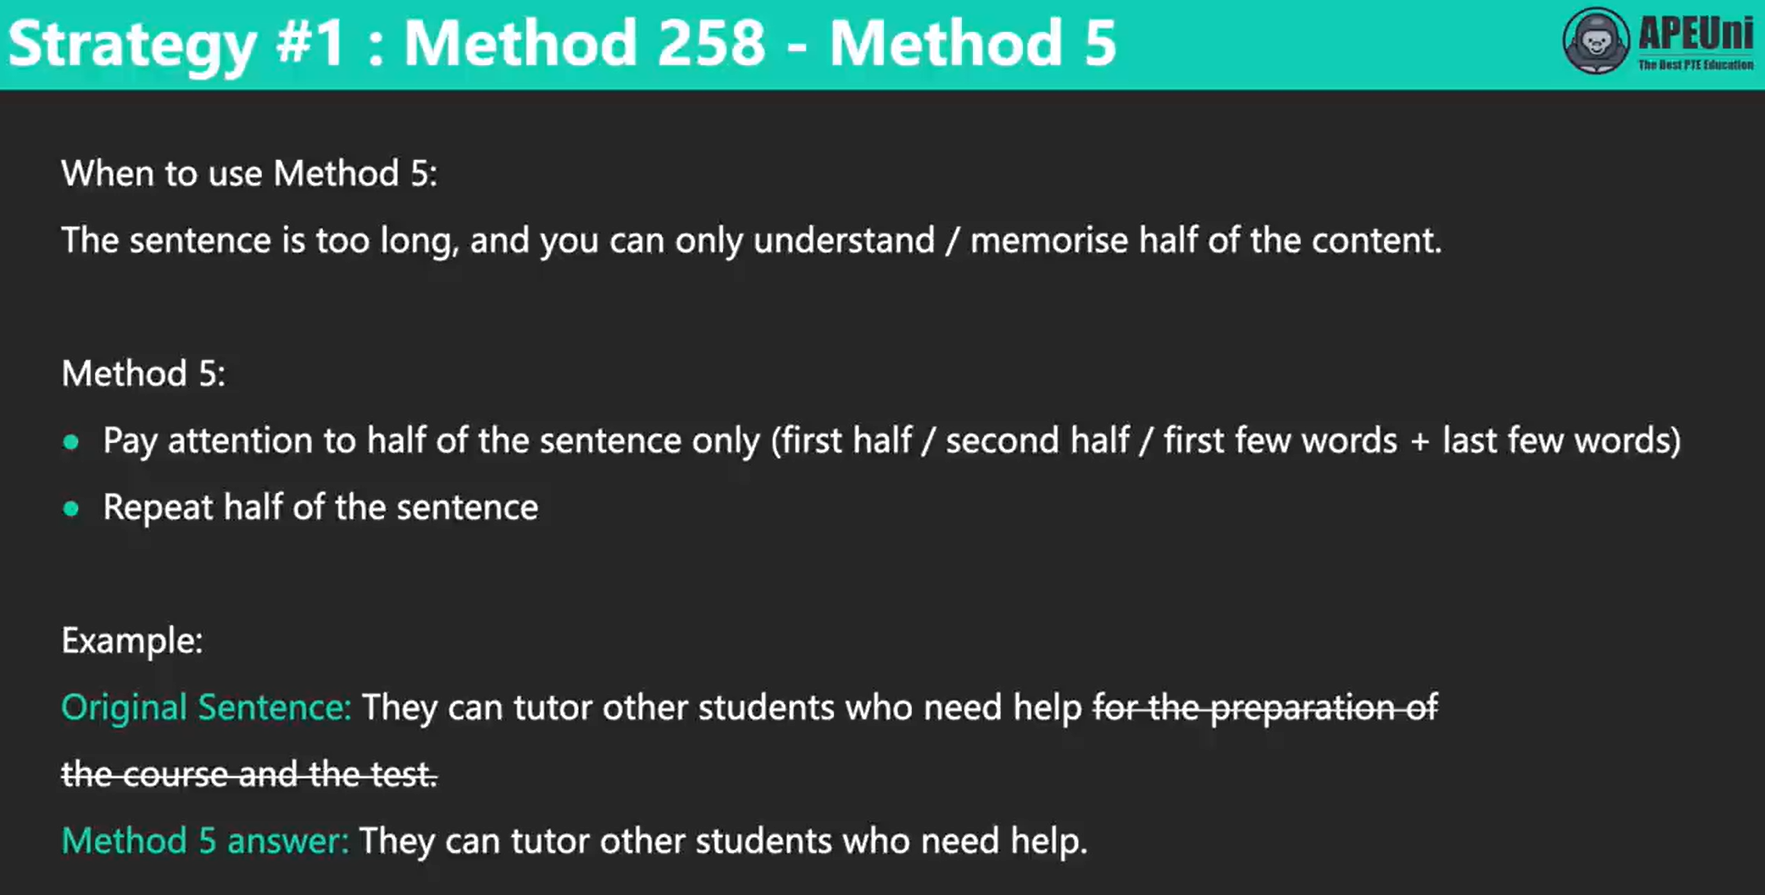 Strategy #1 : Method 258 - Method 5
APEUni
The Best PTE Education
When to use Method 5:
The sentence is too long, and you can only understand / memorise half of the content.
Method 5:
● Pay attention to half of the sentence only (first half / second half / first few words + last few words)
● Repeat half of the sentence
Example:
Original Sentence: They can tutor other students who need help for the preparation of
the course and the test.
Method 5 answer: They can tutor other students who need help.